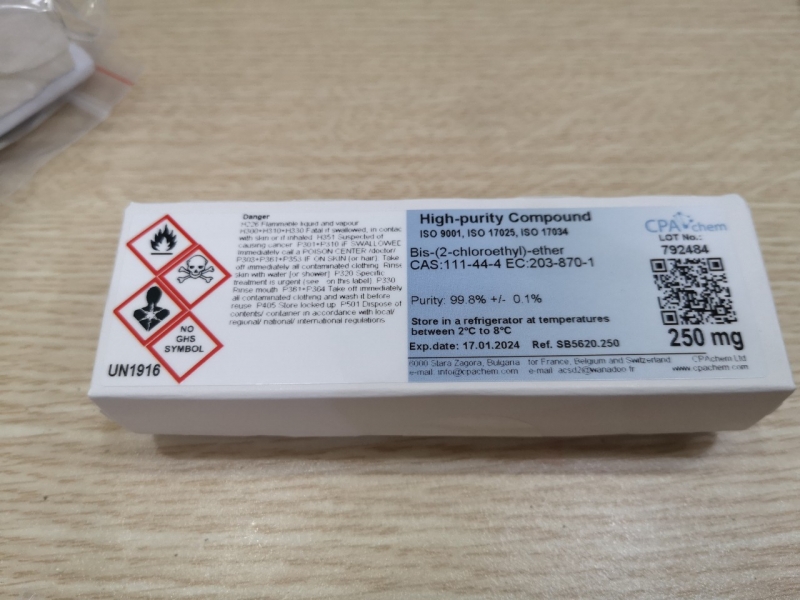 Danger
H226 Flammable liquid and vapour
H300+H310+H330 Fatal if swallowed, in contac
with skin or if inhaled H351 Suspected of
causing cancer P301+P310 IF SWALLOWED
Immediately call a POISON CENTER /doctor/
P303+P361+P353 IF ON SKIN (or hair). Take
off immediately all contaminated clothing. Rinse
skin with water [or shower] P320 Specific
treatment is urgent (see on this label). P330
Rinse mouth P361+P364 Take off immediately
all contaminated clothing and wash it before
reuse P405 Store locked up P501 Dispose of
contents/ container in accordance with local/
regional/ national/ international regulations
NO
GHS
SYMBOL
UN1916
High-purity Compound
ISO 9001, ISO 17025, ISO 17034
Bis-(2-chloroethyl)-ether
CAS:111-44-4 EC:203-870-1
Purity: 99.8% +/- 0.1%
Store in a refrigerator at temperatures
between 2°C to 8°C
Exp.date: 17.01.2024 Ref. SB5620.250
CPAchem
LOT No.:
792484
250 mg
6000 Stara Zagora, Bulgaria for France, Belgium and Switzerland CPAchem Ltd
e-mail: info@cpachem.com e-mail: acsd2@wanadoo.fr www.cpachem.com